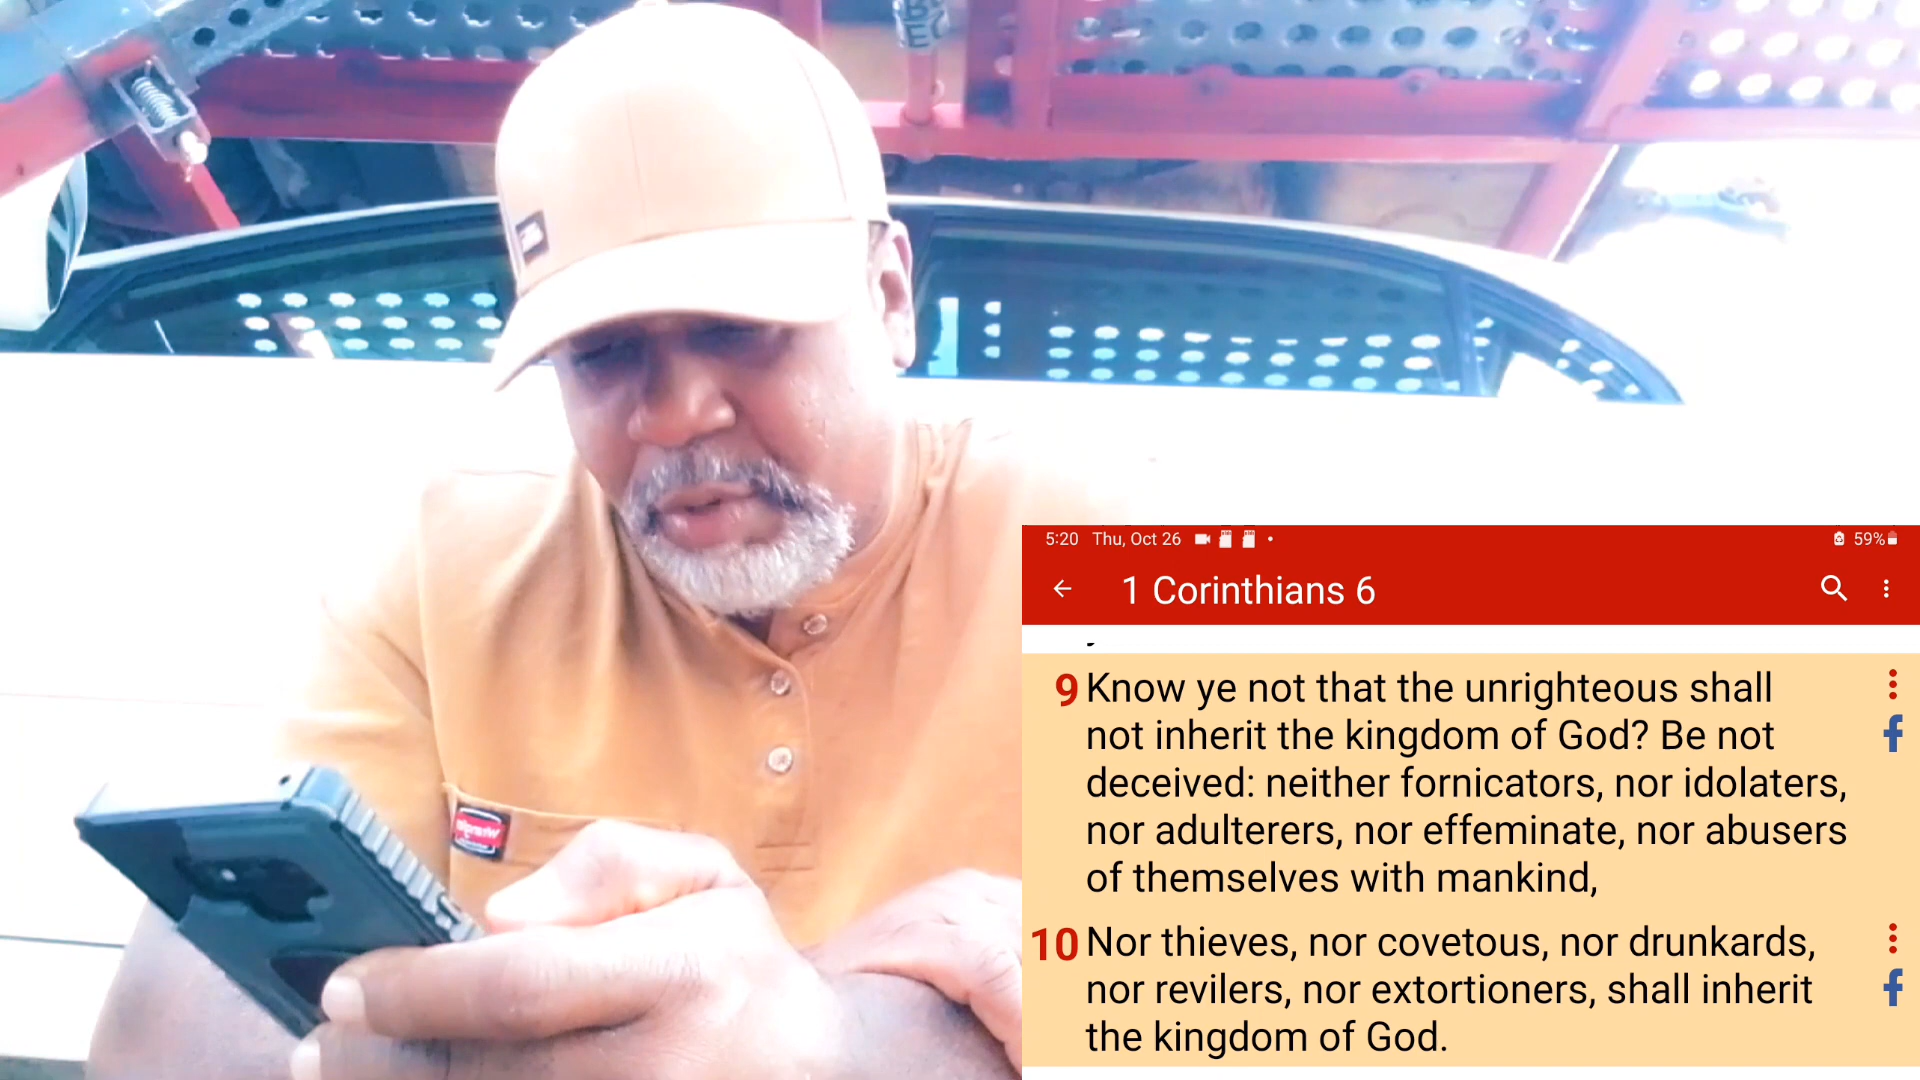 5:20 Thu, Oct 26 59%
1 Corinthians 6
9 Know ye not that the unrighteous shall
not inherit the kingdom of God? Be not
deceived: neither fornicators, nor idolaters,
nor adulterers, nor effeminate, nor abusers
of themselves with mankind,
10 Nor thieves, nor covetous, nor drunkards,
nor revilers, nor extortioners, shall inherit
the kingdom of God.